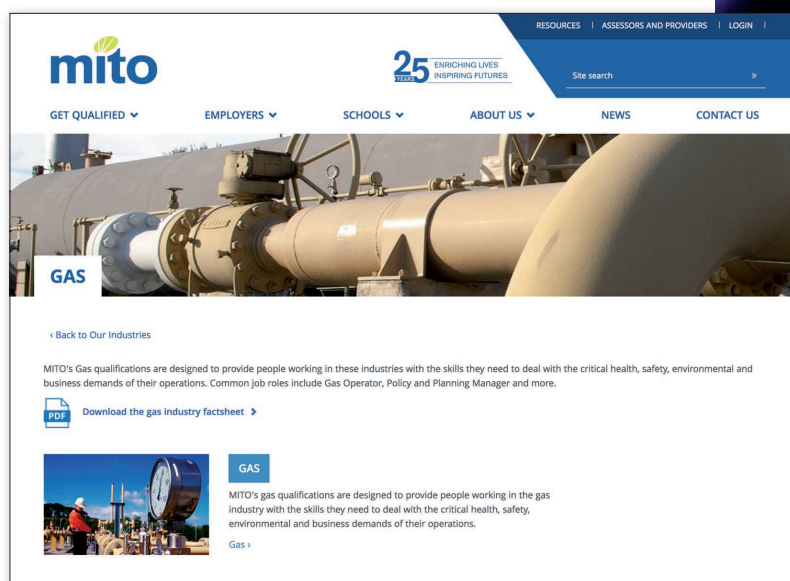 RESOURCES | ASSESSORS AND PROVIDERS | LOGIN |
mito
25 YEARS
ENRICHING LIVES
INSPIRING FUTURES
Site search »
GET QUALIFIED EMPLOYERS SCHOOLS ABOUT US NEWS CONTACT US
GAS
‹ Back to Our Industries
MITO's Gas qualifications are designed to provide people working in these industries with the skills they need to deal with the critical health, safety, environmental and
business demands of their operations. Common job roles include Gas Operator, Policy and Planning Manager and more.
PDF
Download the gas industry factsheet
GAS
MITO's gas qualifications are designed to provide people working in the gas
industry with the skills they need to deal with the critical health, safety,
environmental and business demands of their operations.
Gas ›